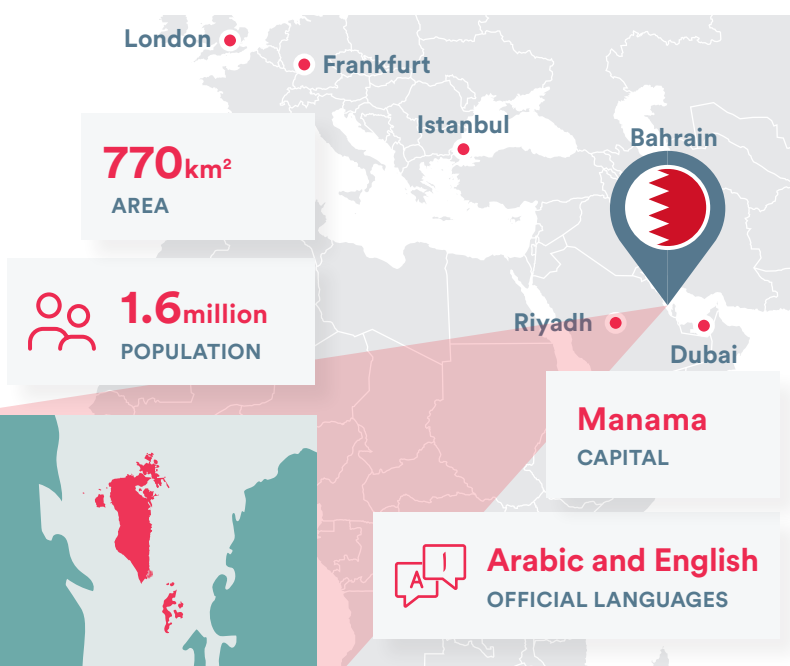 London
Frankfurt
Istanbul
Bahrain
770km²
AREA
1.6million
POPULATION
Riyadh
Dubai
Manama
CAPITAL
A
Arabic and English
OFFICIAL LANGUAGES